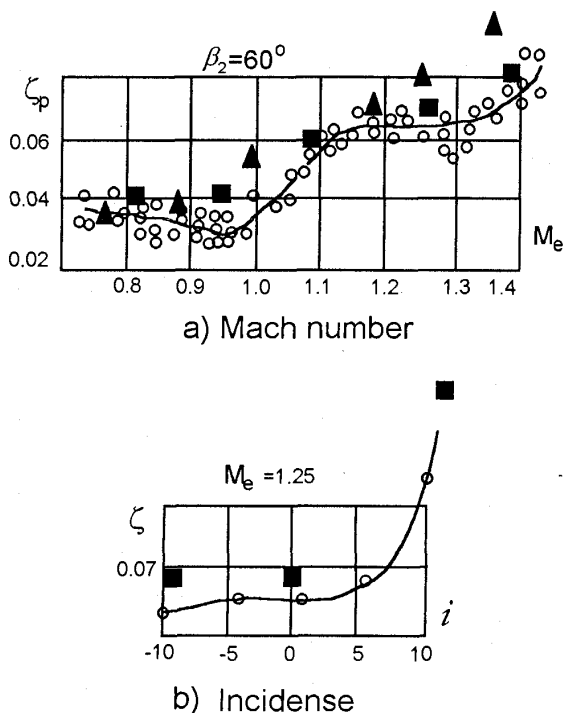 β₂=60°
ζp
0.06
0.04
0.02
Me
0.8 0.9 1.0 1.1 1.2 1.3 1.4
a) Mach number
Me =1.25
ζ
0.07
i
-10 -5 0 5 10
b) Incidense